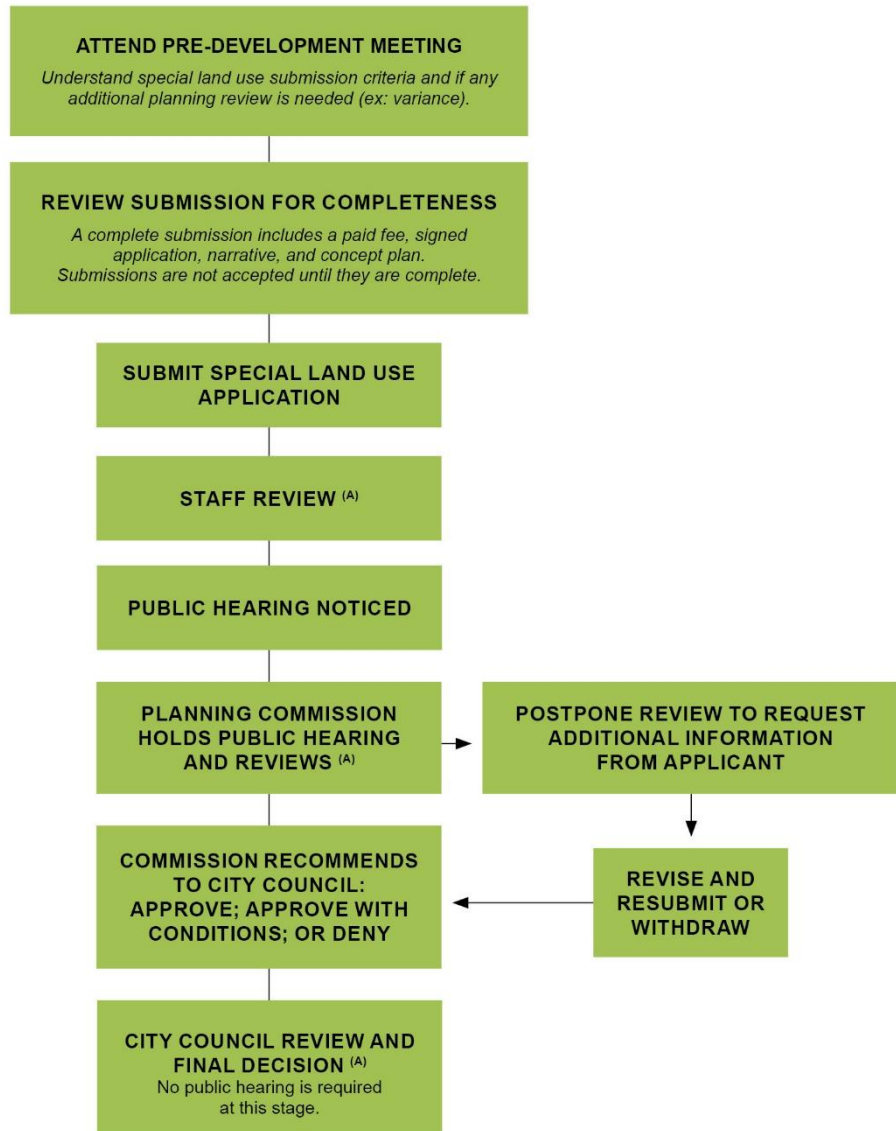 ATTEND PRE-DEVELOPMENT MEETING
Understand special land use submission criteria and if any
additional planning review is needed (ex: variance).
REVIEW SUBMISSION FOR COMPLETENESS
A complete submission includes a paid fee, signed
application, narrative, and concept plan.
Submissions are not accepted until they are complete.
SUBMIT SPECIAL LAND USE
APPLICATION
STAFF REVIEW (A)
PUBLIC HEARING NOTICED
PLANNING COMMISSION
HOLDS PUBLIC HEARING
AND REVIEWS (A)
POSTPONE REVIEW TO REQUEST
ADDITIONAL INFORMATION
FROM APPLICANT
REVISE AND
RESUBMIT OR
WITHDRAW
COMMISSION RECOMMENDS
TO CITY COUNCIL:
APPROVE; APPROVE WITH
CONDITIONS; OR DENY
CITY COUNCIL REVIEW AND
FINAL DECISION (A)
No public hearing is required
at this stage.